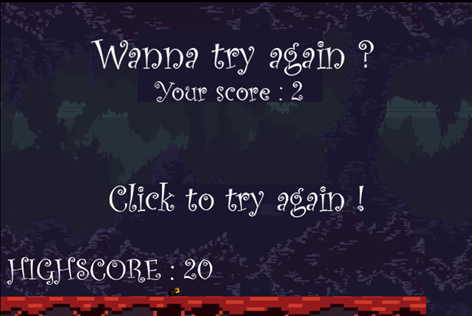 Wanna try again ?
Your score : 2
Click to try again !
HIGHSCORE : 20